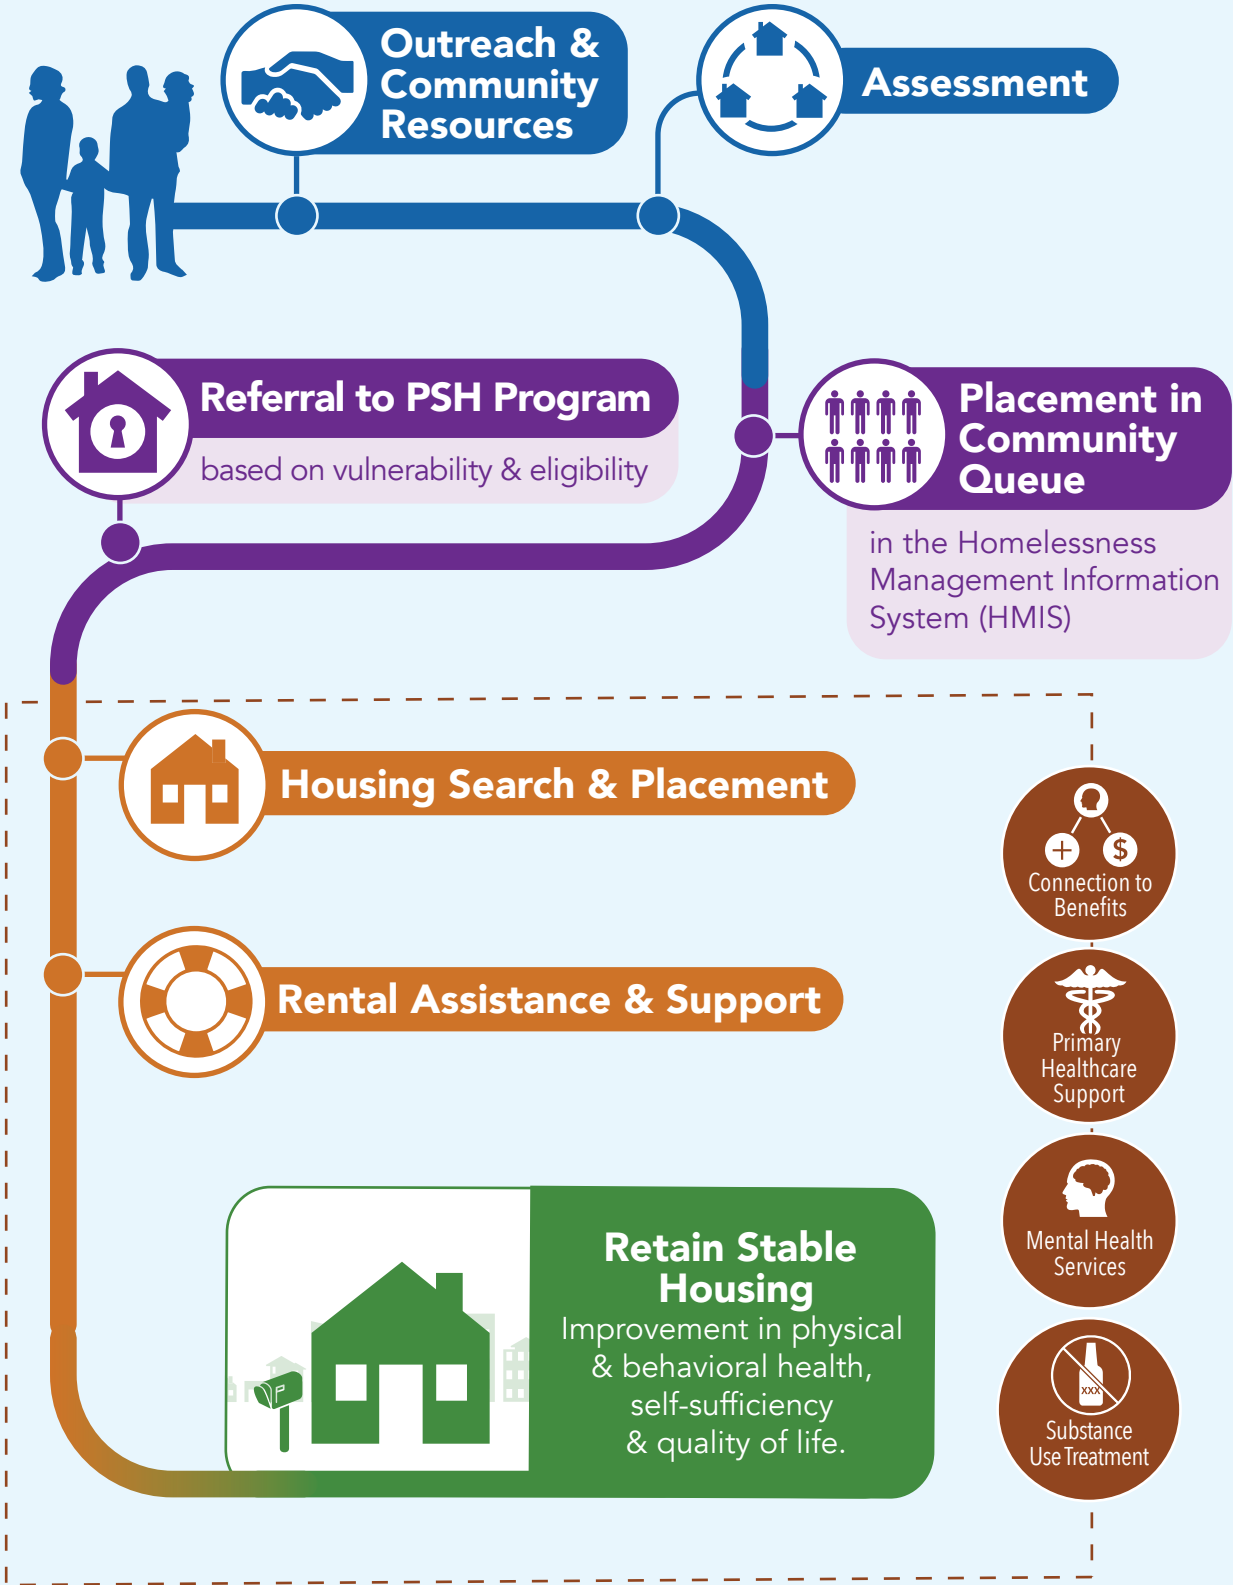 Outreach &
Community
Resources
Assessment
Referral to PSH Program
based on vulnerability & eligibility
Placement in
Community
Queue
in the Homelessness
Management Information
System (HMIS)
Housing Search & Placement
Rental Assistance & Support
+
$
Connection to
Benefits
Primary
Healthcare
Support
Mental Health
Services
XXX
Substance
Use Treatment
Retain Stable
Housing
Improvement in physical
& behavioral health,
self-sufficiency
& quality of life.